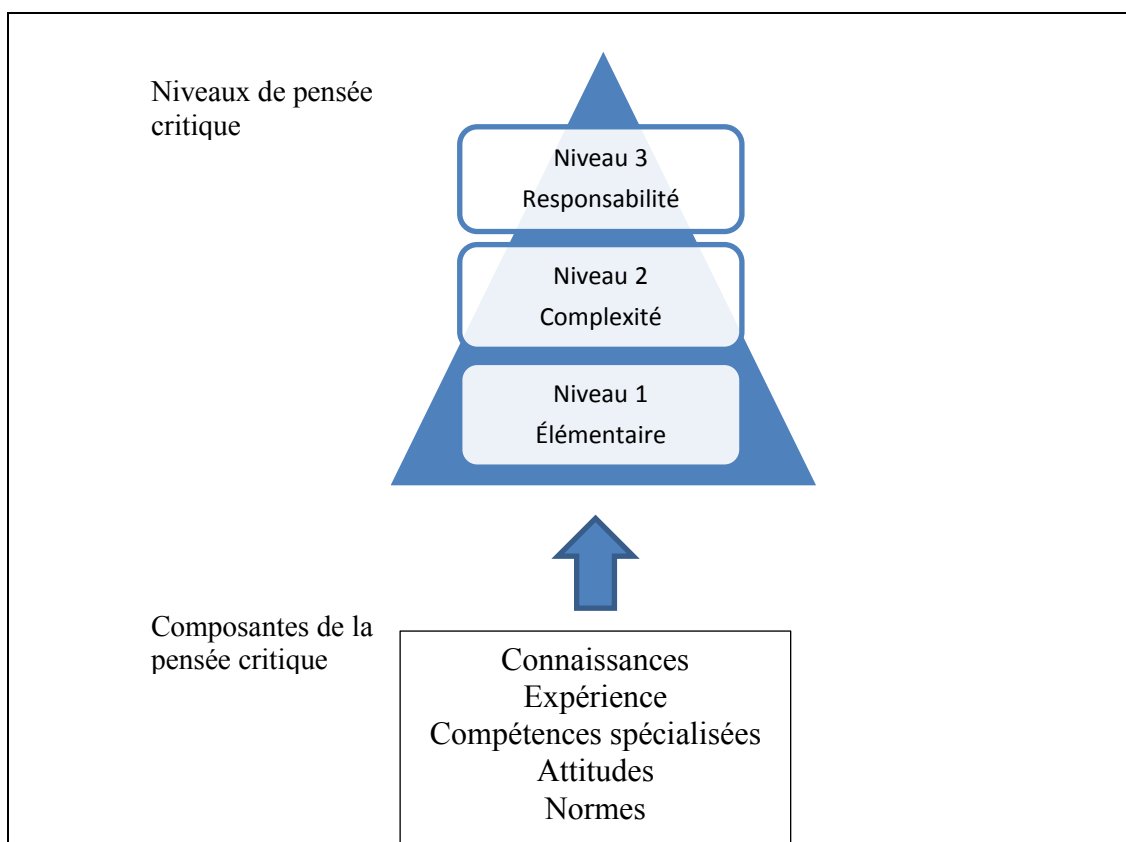 Niveaux de pensée
critique
Niveau 3
Responsabilité
Niveau 2
Complexité
Niveau 1
Élémentaire
Composantes de la
pensée critique
Connaissances
Expérience
Compétences spécialisées
Attitudes
Normes